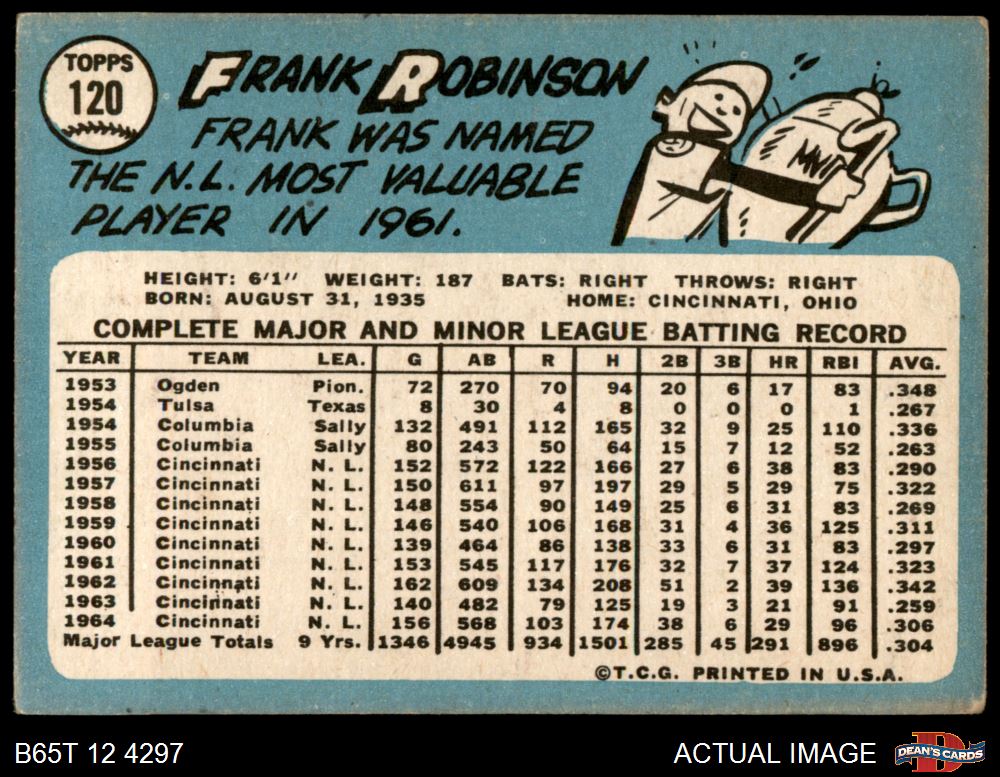 TOPPS
120
FRANK ROBINSON
FRANK WAS NAMED
THE N.L. MOST VALUABLE
PLAYER IN 1961.
MVP
HEIGHT: 6'1" WEIGHT: 187 BATS: RIGHT THROWS: RIGHT
BORN: AUGUST 31, 1935 HOME: CINCINNATI, OHIO
COMPLETE MAJOR AND MINOR LEAGUE BATTING RECORD
YEAR TEAM LEA. G AB R H 2B 3B HR RBI AVG.
1953 Ogden Pion. 72 270 70 94 20 6 17 83 .348
1954 Tulsa Texas 8 30 4 8 0 0 0 1 .267
1954 Columbia Sally 132 491 112 165 32 9 25 110 .336
1955 Columbia Sally 80 243 50 64 15 7 12 52 .263
1956 Cincinnati N. L. 152 572 122 166 27 6 38 83 .290
1957 Cincinnati N. L. 150 611 97 197 29 5 29 75 .322
1958 Cincinnati N. L. 148 554 90 149 25 6 31 83 .269
1959 Cincinnati N. L. 146 540 106 168 31 4 36 125 .311
1960 Cincinnati N. L. 139 464 86 138 33 6 31 83 .297
1961 Cincinnati N. L. 153 545 117 176 32 7 37 124 .323
1962 Cincinnati N. L. 162 609 134 208 51 2 39 136 .342
1963 Cincinnati N. L. 140 482 79 125 19 3 21 91 .259
1964 Cincinnati N. L. 156 568 103 174 38 6 29 96 .306
Major League Totals 9 Yrs. 1346 4945 934 1501 285 45 291 896 .304
©T.C.G. PRINTED IN U.S.A.
B65T 12 4297 ACTUAL IMAGE DEAN'S CARDS